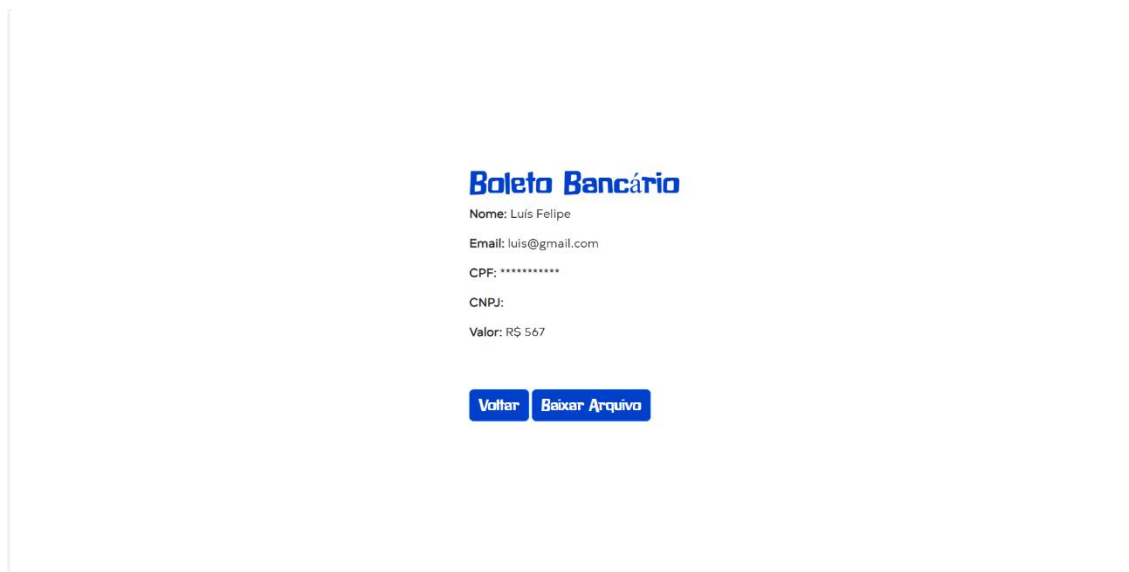 Boleto Bancário
Nome: Luís Felipe
Email: luis@gmail.com
CPF: ***********
CNPJ:
Valor: R$ 567
Voltar Baixar Arquivo